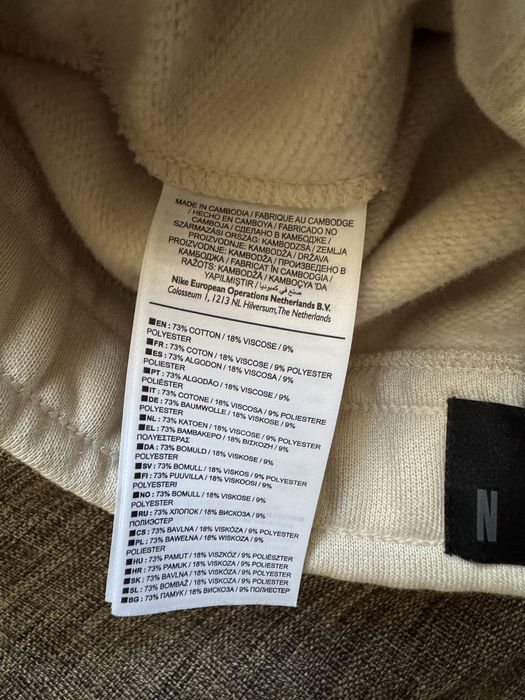 MADE IN CAMBODIA / FABRIQUE AU CAMBODGE
/ HECHO EN CAMBOYA / FABRICADO NO
CAMBOJA / СДЕЛАНО В КАМБОДЖЕ /
SZÁRMAZÁSI ORSZÁG: KAMBODZSA / ZEMLJA
PROIZVODNJE: KAMBODŽA / DRŽAVA
PROIZVODNJE: KAMBODŽA / ПРОИЗВЕДЕНО В
КАМБОДЖА / FABRICAT ÎN CAMBODGIA /
RAŽOTS: KAMBODŽĀ / KAMBOÇYA 'DA
YAPILMIŞTIR / صنع في كمبوديا
Nike European Operations Netherlands B.V.
Colosseum 1, 1213 NL Hilversum, The Netherlands
■EN: 73% COTTON / 18% VISCOSE / 9%
POLYESTER
■FR: 73% COTON / 18% VISCOSE / 9% POLYESTER
■ES: 73% ALGODON / 18% VISCOSA / 9%
POLYESTER
■PT: 73% ALGODÃO / 18% VISCOSE / 9%
POLIÉSTER
■IT: 73% COTONE / 18% VISCOSA / 9% POLIESTERE
■DE: 73% BAUMWOLLE / 18% VISKOSE / 9%
POLYESTER
■NL: 73% KATOEN / 18% VISCOSE / 9%
POLYESTER
■EL: 73% ΒΑΜΒΑΚΕΡΟ / 18% ΒΙΣΚΟΖΗ / 9%
ΠΟΛΥΕΣΤΕΡΑΣ
■DA: 73% BOMULD / 18% VISKOSE / 9%
POLYESTER
■SV: 73% BOMULL / 18% VISKOS / 9% POLYESTER
■FI: 73% PUUVILLA / 18% VISKOOSI / 9%
POLYESTERI
■NO: 73% BOMULL / 18% VISKOSE / 9%
POLYESTER
■RU: 73% ХЛОПОК / 18% ВИСКОЗА / 9%
ПОЛИЭСТЕР
■CS: 73% BAVLNA / 18% VISKÓZA / 9% POLYESTER
■PL: 73% BAWEŁNA / 18% WISKOZA / 9%
POLIESTER
■HU: 73% PAMUT / 18% VISZKÓZ / 9% POLIÉSZTER
■HR: 73% PAMUK / 18% VISKOZA / 9% POLIESTER
■SK: 73% BAVLNA / 18% VISKÓZA / 9% POLYESTER
■SL: 73% BOMBAŽ / 18% VISKOZA / 9% POLIESTER
■BG: 73% ПАМУК / 18% ВИСКОЗА / 9% ПОЛИЕСТЕР
N